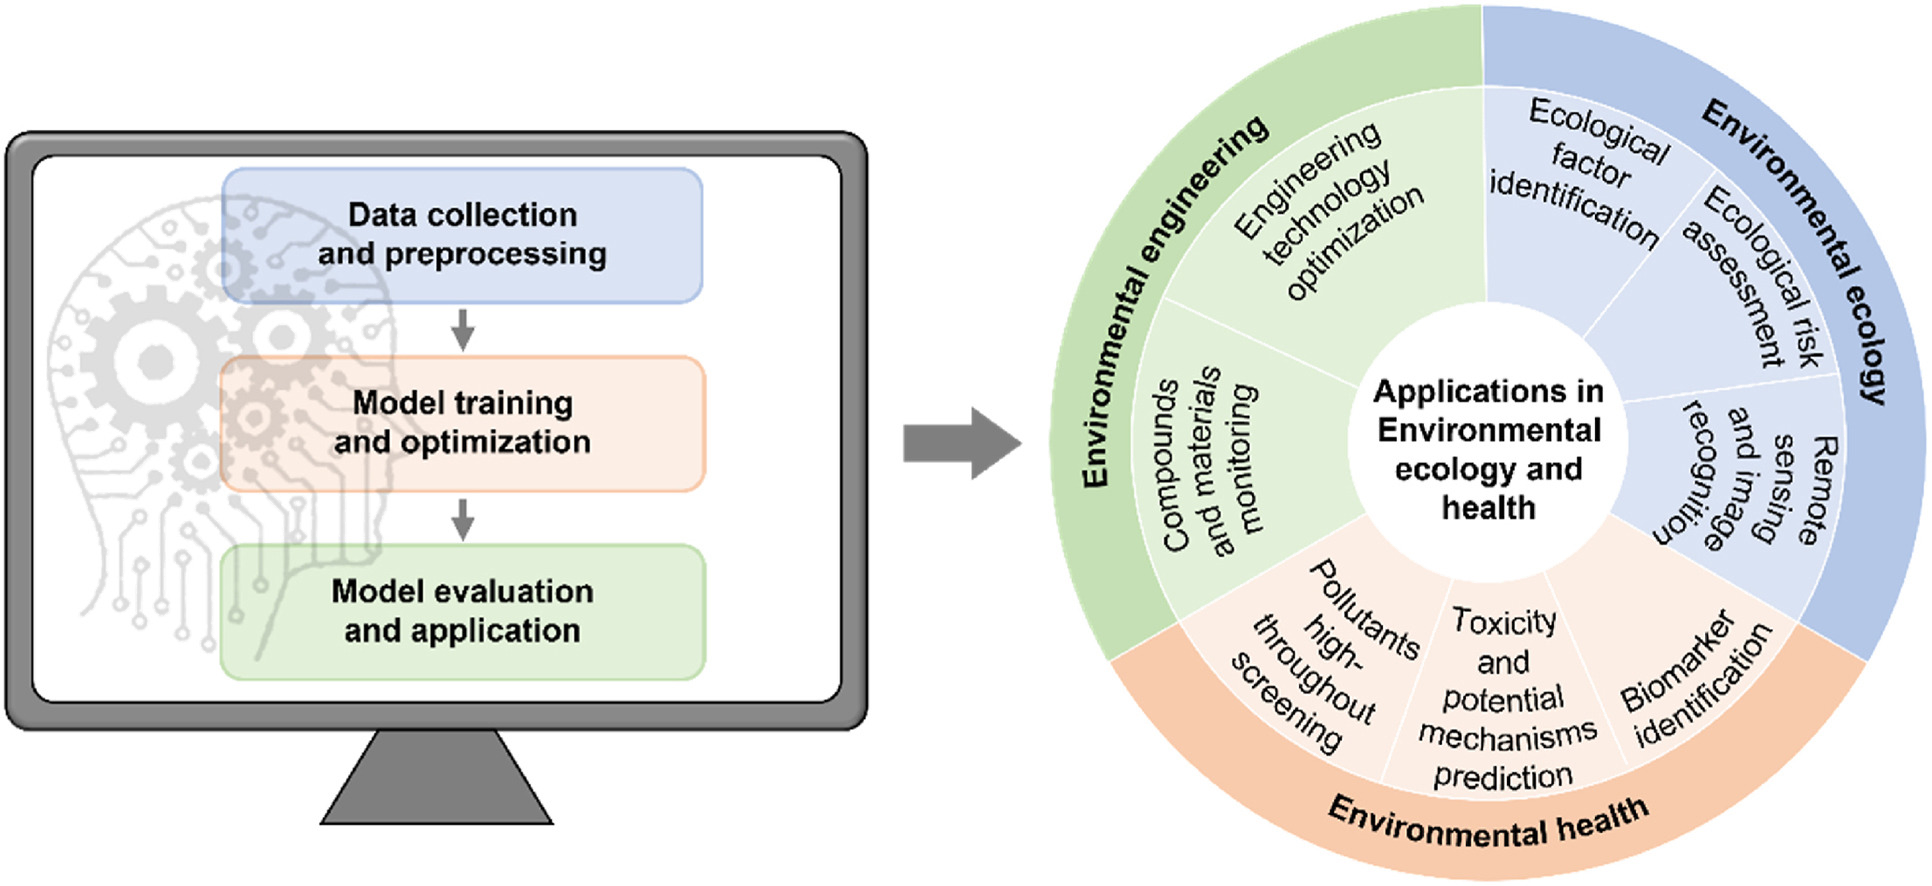 Data collection
and preprocessing
Model training
and optimization
Model evaluation
and application
Environmental engineering
Engineering
technology
optimization
Compounds
and materials
monitoring
Environmental ecology
Ecological
factor
identification
Ecological risk
assessment
Remote
sensing
and image
recognition
Applications in
Environmental
ecology and
health
Pollutants
high-
throughout
screening
Toxicity
and
potential
mechanisms
prediction
Biomarker
identification
Environmental health